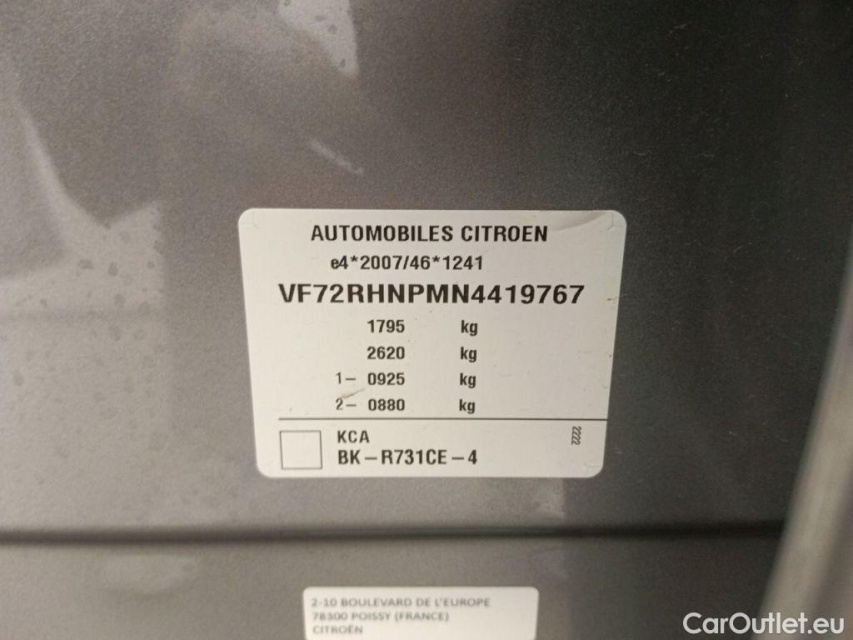 AUTOMOBILES CITROEN
e4*2007/46*1241
VF72RHNPMN4419767
1795 kg
2620 kg
1- 0925 kg
2- 0880 kg
KCA
BK-R731CE-4
2222
2-10 BOULEVARD DE L'EUROPE
78300 POISSY (FRANCE)
CITROËN
CarOutlet.eu